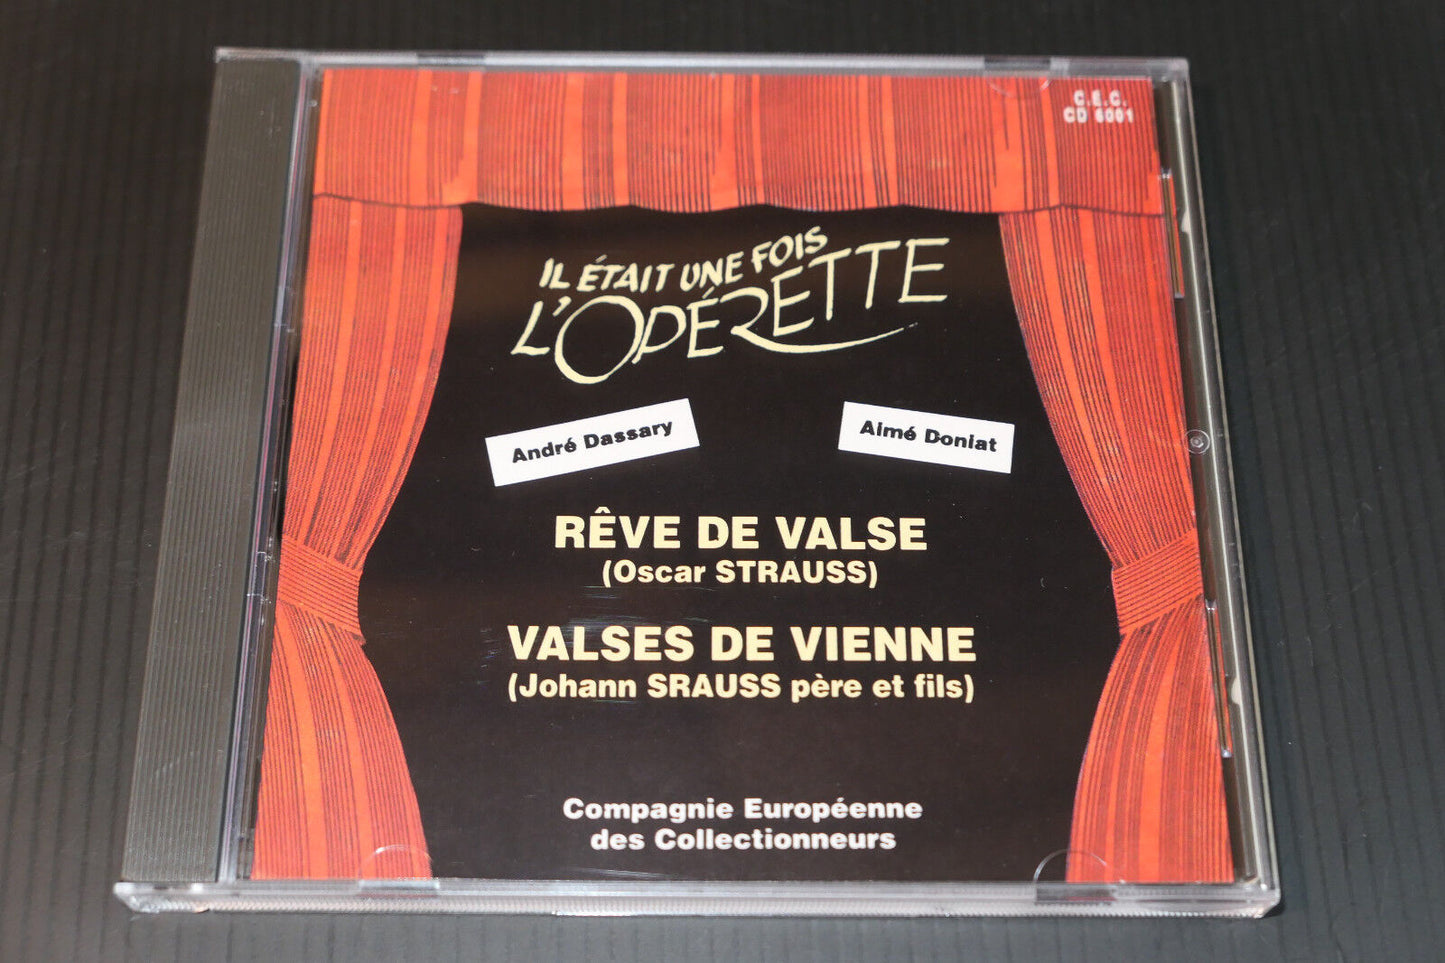 C.E.C.
CD 6001
IL ÉTAIT UNE FOIS
L'OPÉRETTE
André Dassary
Aimé Doniat
RÊVE DE VALSE
(Oscar STRAUSS)
VALSES DE VIENNE
(Johann SRAUSS père et fils)
Compagnie Européenne
des Collectionneurs